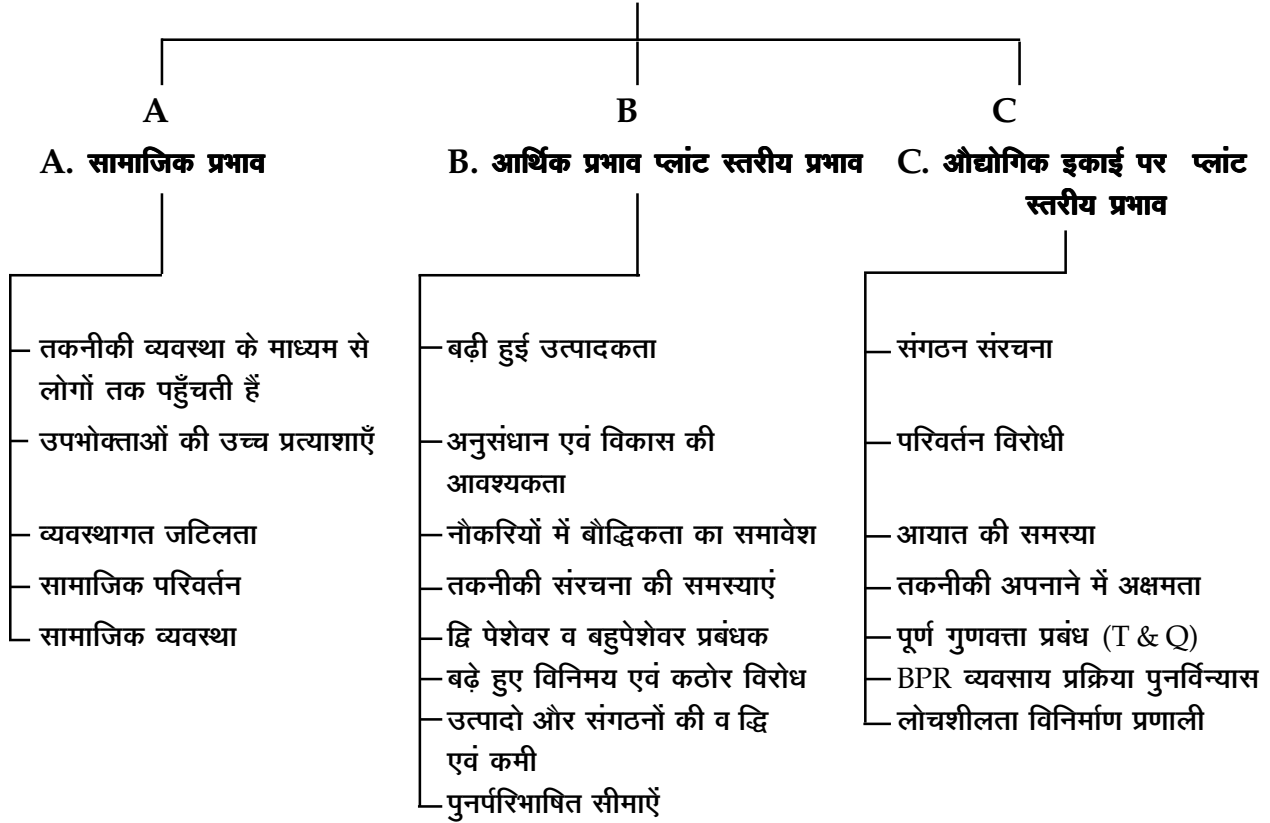 A
B
C
A. सामाजिक प्रभाव
B. आर्थिक प्रभाव प्लांट स्तरीय प्रभाव
C. औद्योगिक इकाई पर प्लांट
स्तरीय प्रभाव
तकनीकी व्यवस्था के माध्यम से
लोगों तक पहुँचती हैं
उपभोक्ताओं की उच्च प्रत्याशाएँ
व्यवस्थागत जटिलता
सामाजिक परिवर्तन
सामाजिक व्यवस्था
बढ़ी हुई उत्पादकता
अनुसंधान एवं विकास की
आवश्यकता
नौकरियों में बौद्धिकता का समावेश
तकनीकी संरचना की समस्याएं
द्वि पेशेवर व बहुपेशेवर प्रबंधक
बढ़े हुए विनिमय एवं कठोर विरोध
उत्पादो और संगठनों की व द्धि
एवं कमी
पुनर्परिभाषित सीमाऐं
संगठन संरचना
परिवर्तन विरोधी
आयात की समस्या
तकनीकी अपनाने में अक्षमता
पूर्ण गुणवत्ता प्रबंध (T & Q)
BPR व्यवसाय प्रक्रिया पुनर्विन्यास
लोचशीलता विनिर्माण प्रणाली